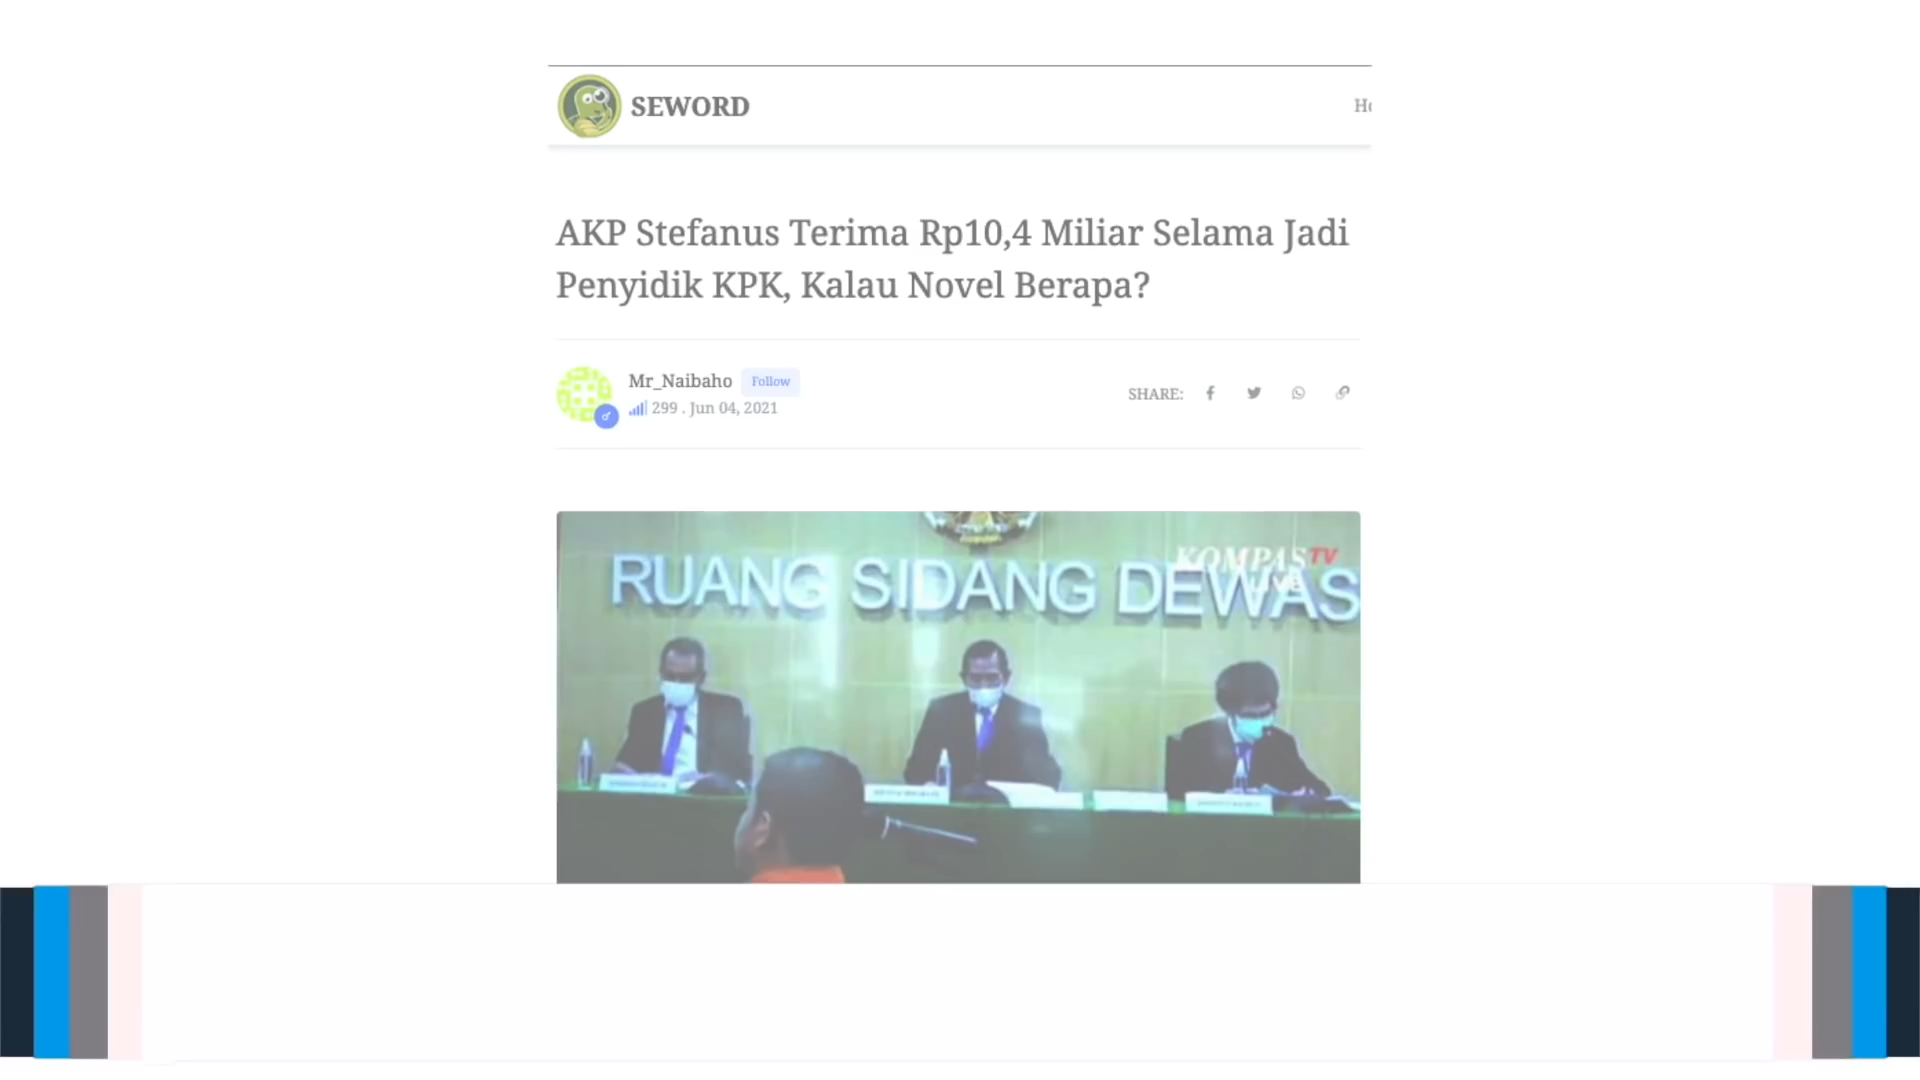 SEWORD
AKP Stefanus Terima Rp10,4 Miliar Selama Jadi
Penyidik KPK, Kalau Novel Berapa?
Mr_Naibaho Follow
299 . Jun 04, 2021
SHARE:
KOMPAS TV
LIVE
RUANG SIDANG DEWAS